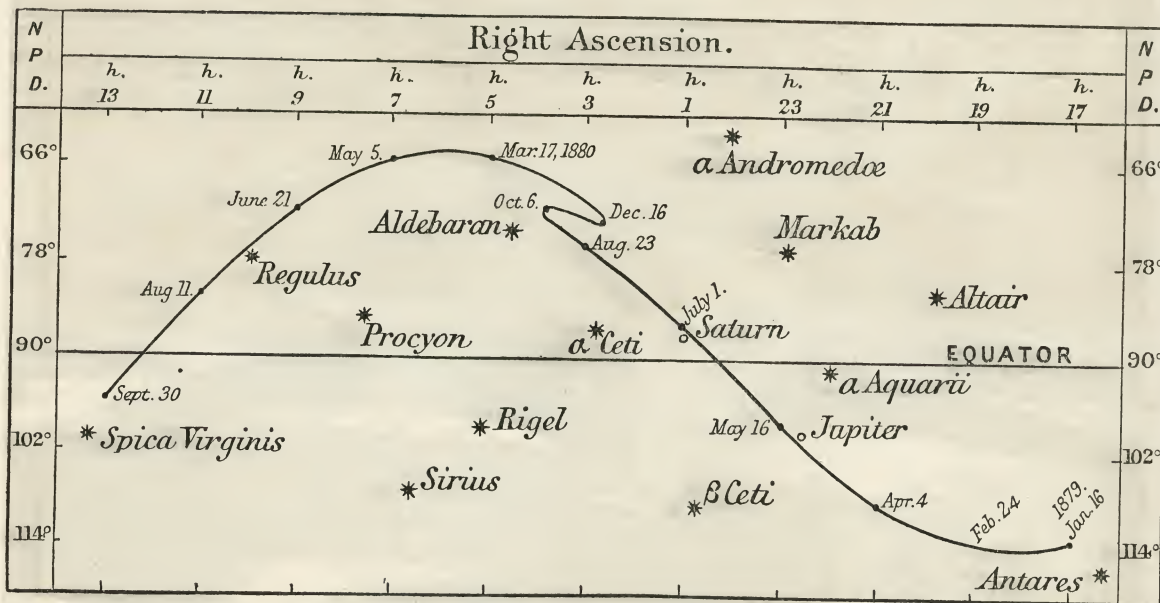 Right Ascension.
N P D.
N P D.
h. h. h. h. h. h. h. h. h. h. h.
13 11 9 7 5 3 1 23 21 19 17
66° May 5. Mar. 17, 1880 α Andromedœ 66°
June 21 Oct. 6. Dec. 16
Aldebaran Markab
78° Regulus Aug. 23 78°
Aug 11. July 1. Altair
Procyon α Ceti Saturn
90° EQUATOR 90°
Sept. 30 α Aquarii
102° Spica Virginis Rigel May 16 Jupiter 102°
Sirius β Ceti Apr. 4 Feb. 24 1879. Jan. 16
114° 114°
Antares